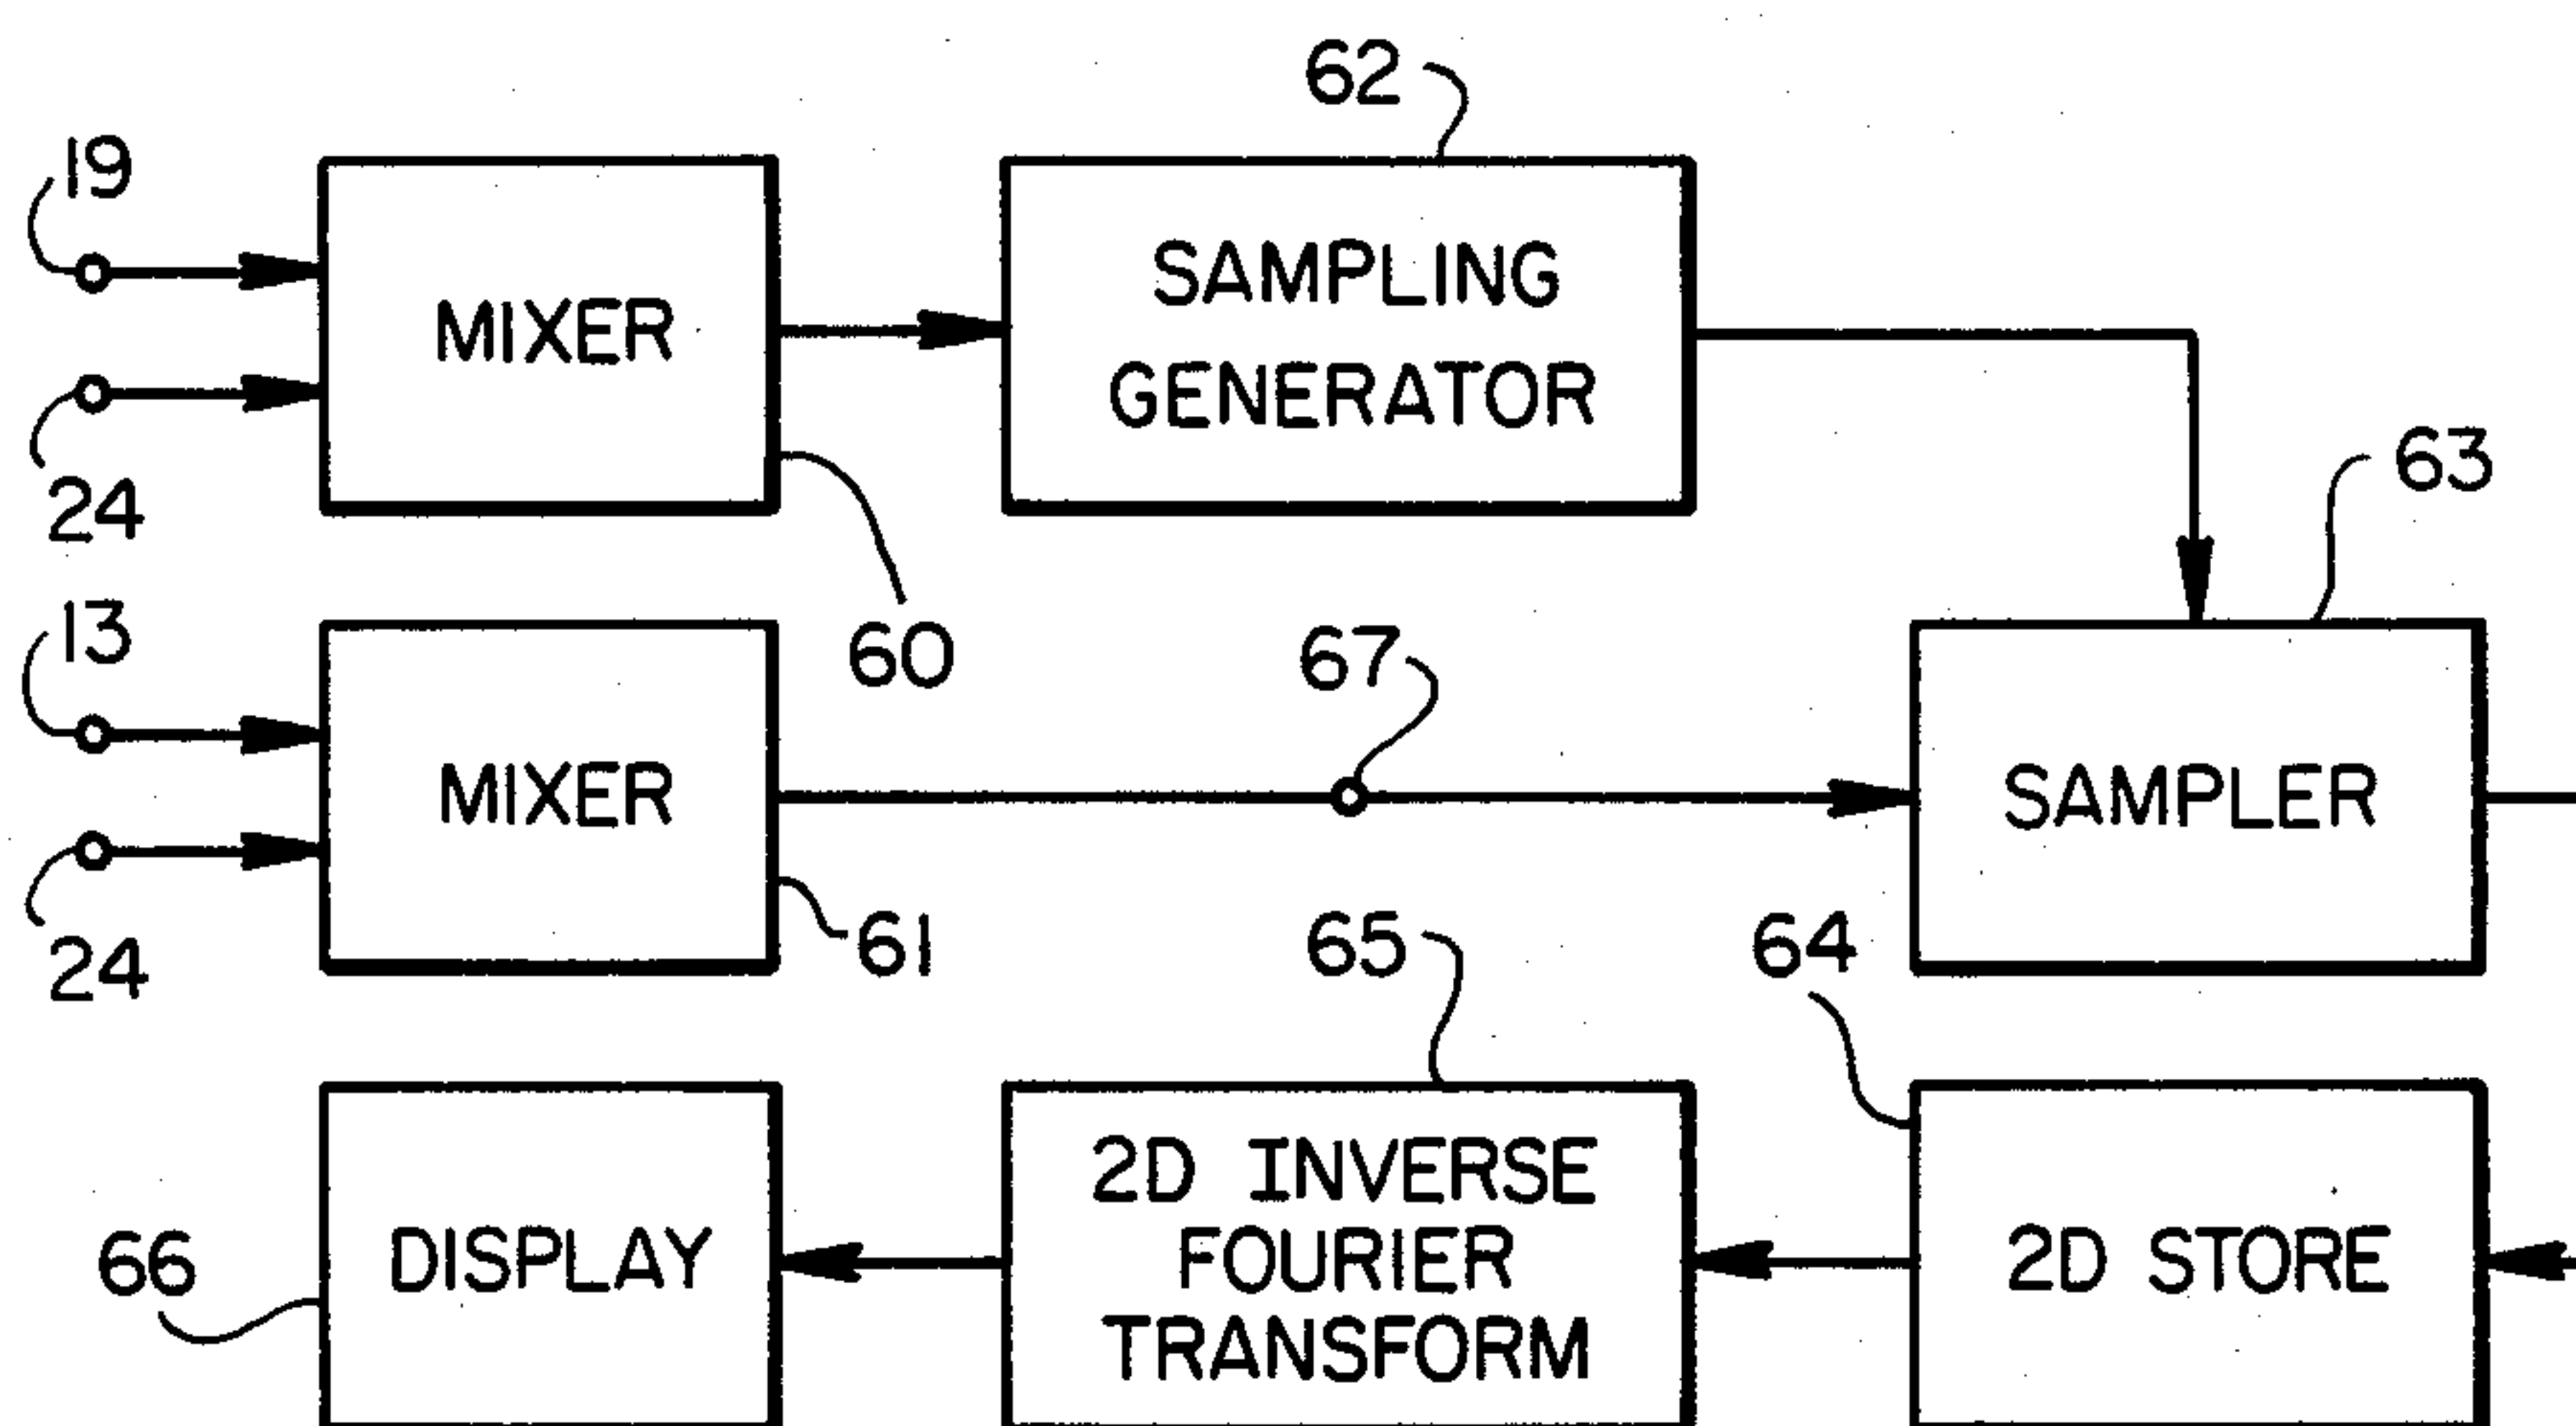 62
19
MIXER
SAMPLING
GENERATOR
24
63
13
60
67
MIXER
SAMPLER
24
61
65
64
66
DISPLAY
2D INVERSE
FOURIER
TRANSFORM
2D STORE